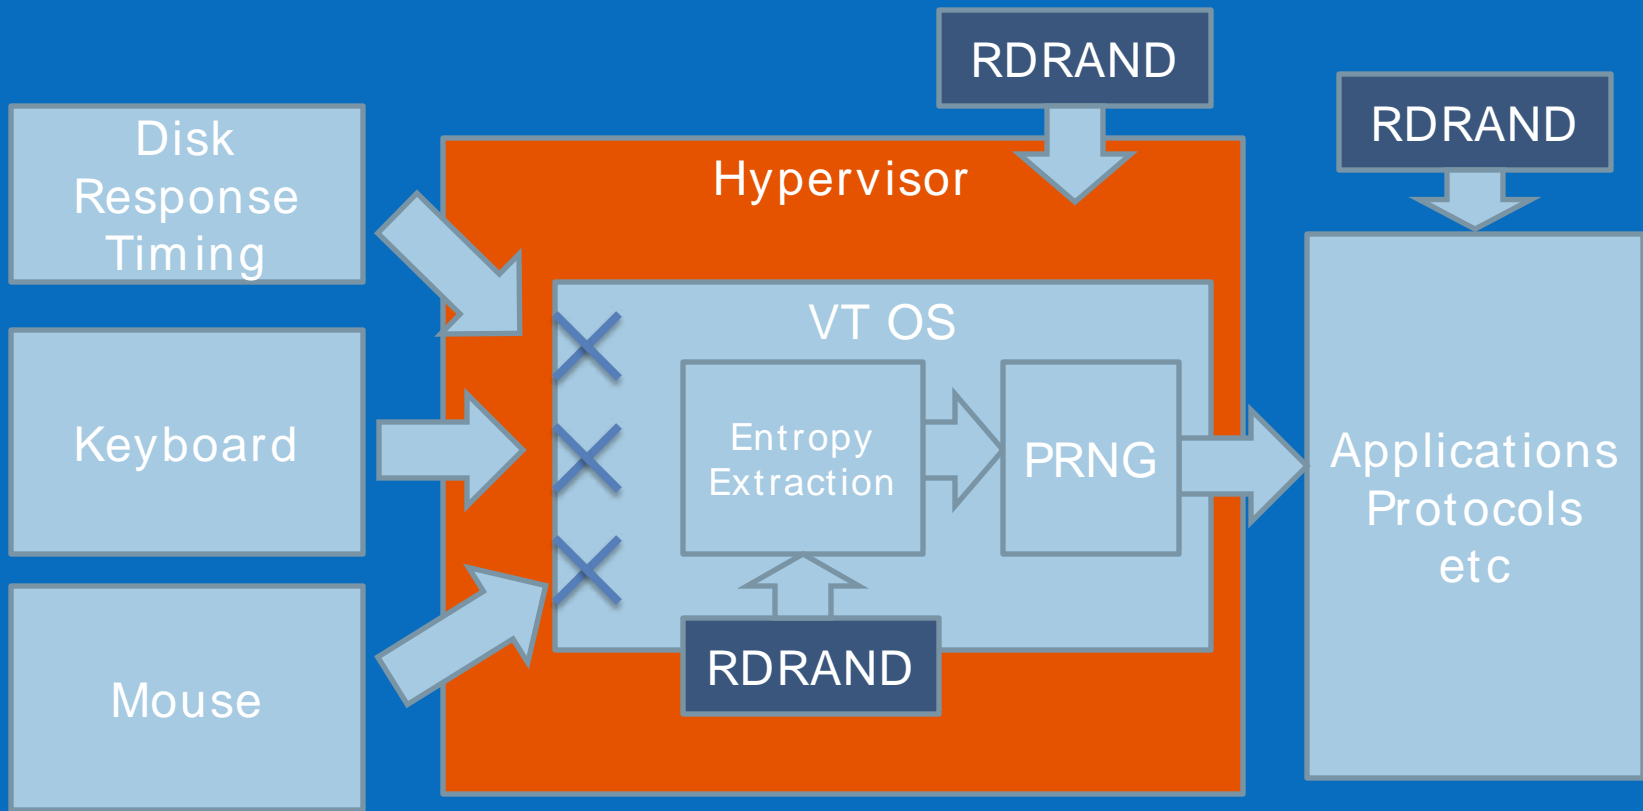 RDRAND
RDRAND
Disk
Response
Timing
Hypervisor
VT OS
Keyboard
Entropy
Extraction
PRNG
Applications
Protocols
etc
RDRAND
Mouse